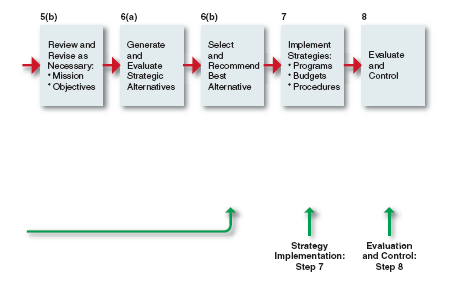 5(b) 6(a) 6(b) 7 8
Review and
Revise as
Necessary:
• Mission
• Objectives
Generate
and
Evaluate
Strategic
Alternatives
Select
and
Recommend
Best
Alternative
Implement
Strategies:
• Programs
• Budgets
• Procedures
Evaluate
and
Control
Strategy
Implementation:
Step 7
Evaluation
and Control:
Step 8